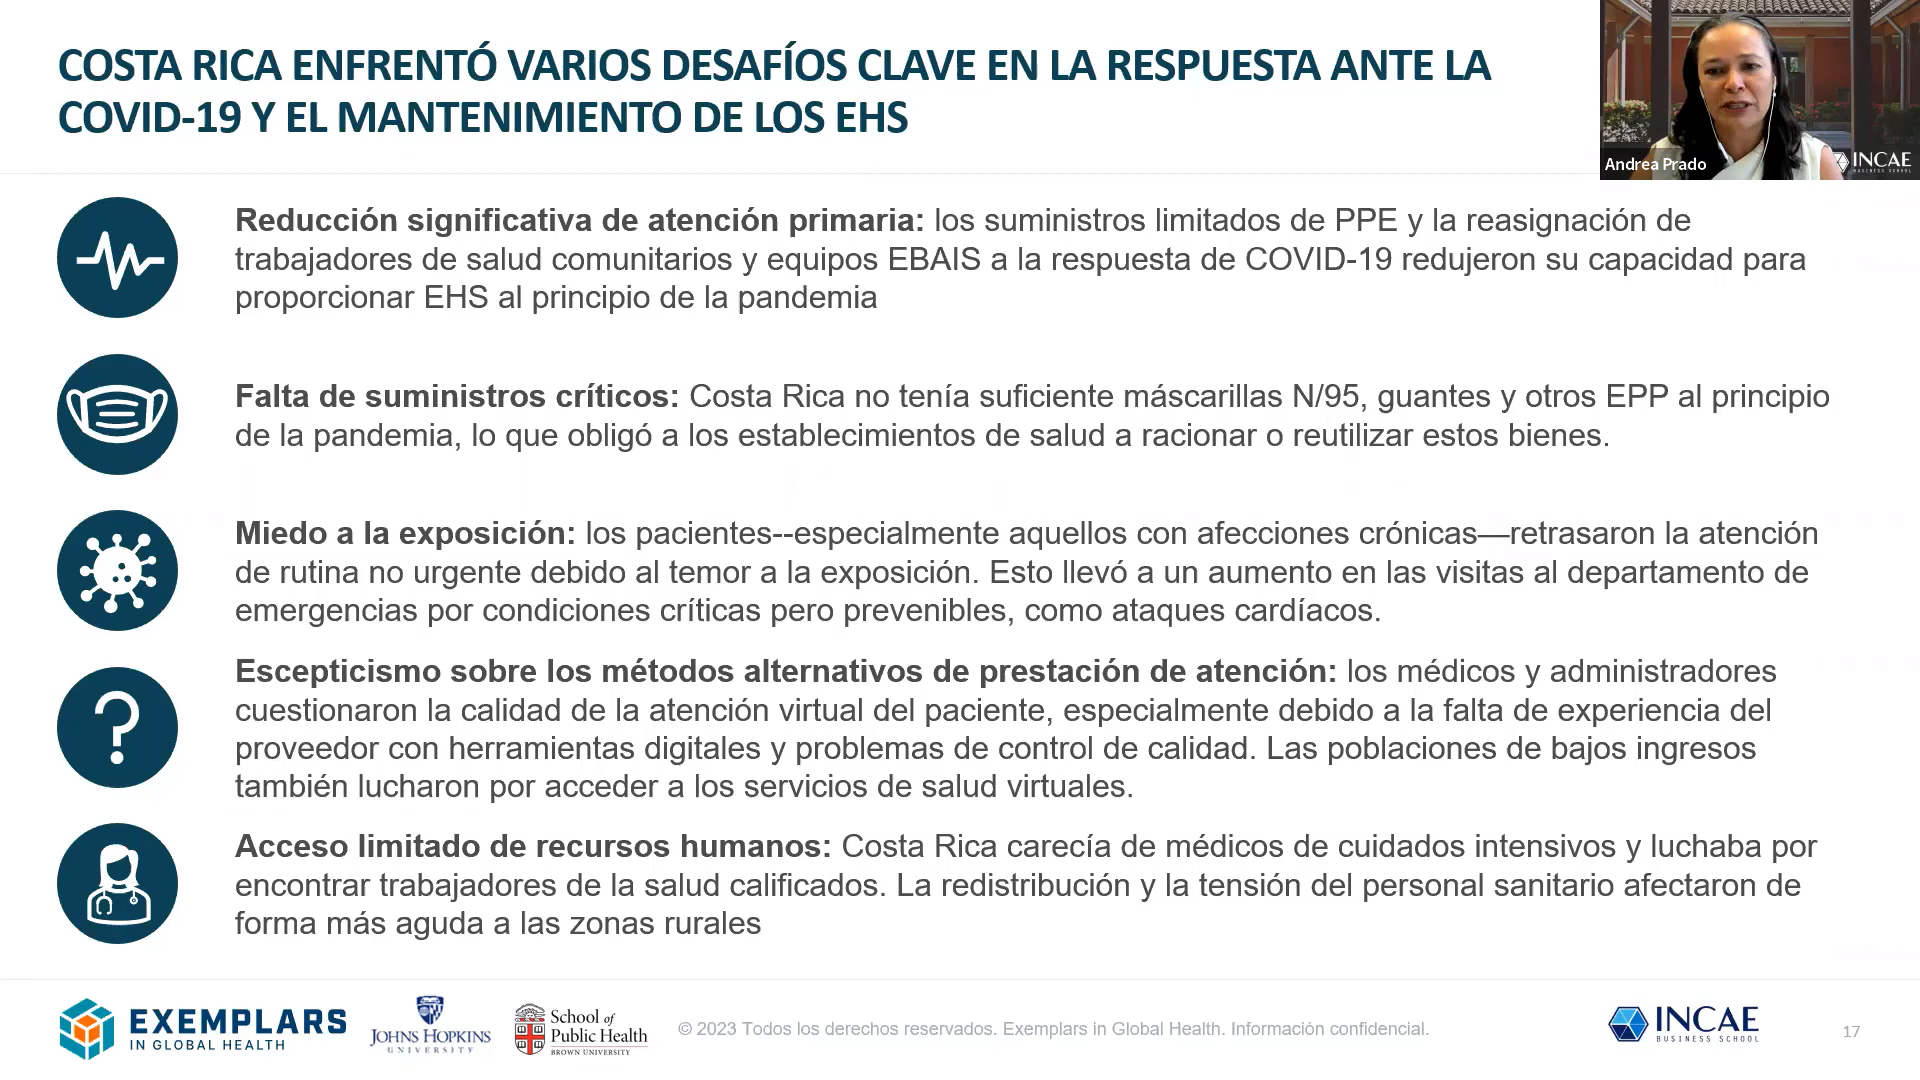 COSTA RICA ENFRENTÓ VARIOS DESAFÍOS CLAVE EN LA RESPUESTA ANTE LA
COVID-19 Y EL MANTENIMIENTO DE LOS EHS
Andrea Prado
INCAE
BUSINESS SCHOOL
Reducción significativa de atención primaria: los suministros limitados de PPE y la reasignación de
trabajadores de salud comunitarios y equipos EBAIS a la respuesta de COVID-19 redujeron su capacidad para
proporcionar EHS al principio de la pandemia
Falta de suministros críticos: Costa Rica no tenía suficiente máscarillas N/95, guantes y otros EPP al principio
de la pandemia, lo que obligó a los establecimientos de salud a racionar o reutilizar estos bienes.
Miedo a la exposición: los pacientes--especialmente aquellos con afecciones crónicas—retrasaron la atención
de rutina no urgente debido al temor a la exposición. Esto llevó a un aumento en las visitas al departamento de
emergencias por condiciones críticas pero prevenibles, como ataques cardíacos.
Escepticismo sobre los métodos alternativos de prestación de atención: los médicos y administradores
cuestionaron la calidad de la atención virtual del paciente, especialmente debido a la falta de experiencia del
proveedor con herramientas digitales y problemas de control de calidad. Las poblaciones de bajos ingresos
también lucharon por acceder a los servicios de salud virtuales.
Acceso limitado de recursos humanos: Costa Rica carecía de médicos de cuidados intensivos y luchaba por
encontrar trabajadores de la salud calificados. La redistribución y la tensión del personal sanitario afectaron de
forma más aguda a las zonas rurales
EXEMPLARS
IN GLOBAL HEALTH
JOHNS HOPKINS
UNIVERSITY
School of
Public Health
BROWN UNIVERSITY
© 2023 Todos los derechos reservados. Exemplars in Global Health. Información confidencial.
INCAE
BUSINESS SCHOOL
17